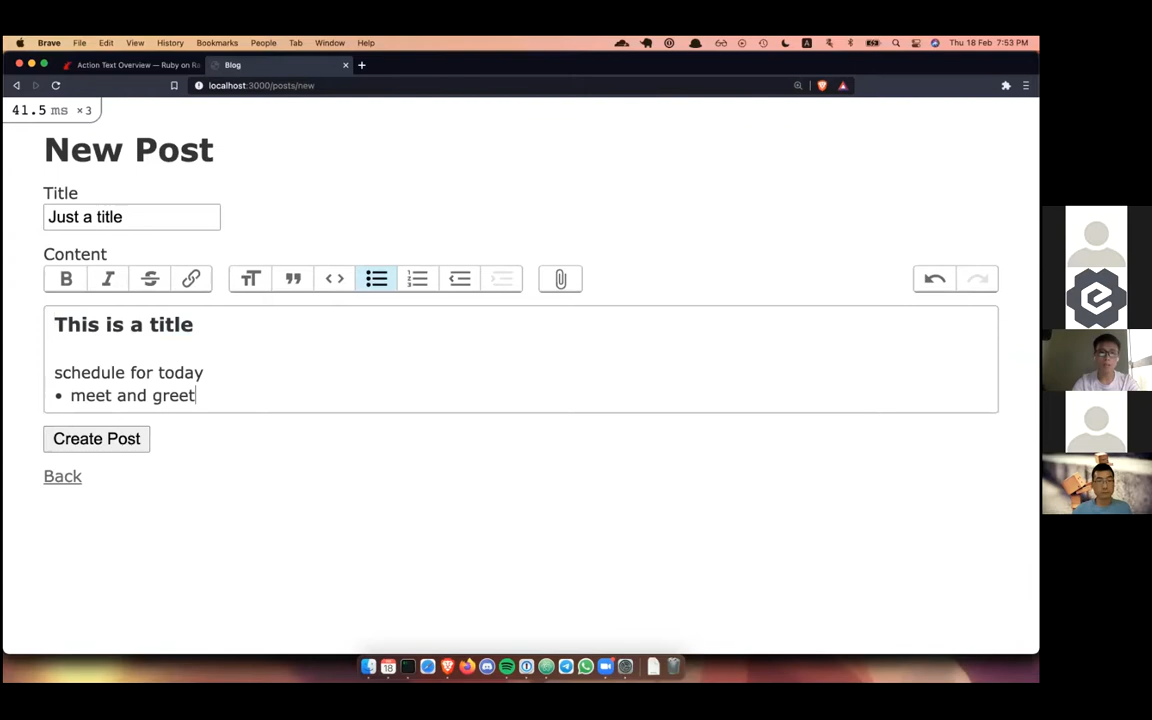 Brave File Edit View History Bookmarks People Tab Window Help
A
Thu 18 Feb 7:53 PM
Action Text Overview — Ruby on Ra
Blog
localhost:3000/posts/new
41.5 ms ×3
New Post
Title
Just a title
Content
This is a title
schedule for today
• meet and greet
Create Post
Back
18